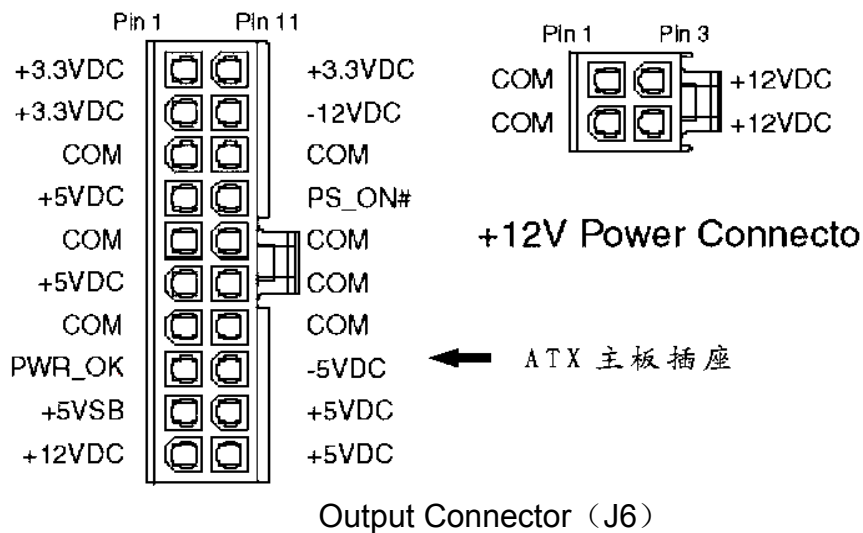 Pin 1 Pin 11
+3.3VDC +3.3VDC
+3.3VDC -12VDC
COM COM
+5VDC PS_ON#
COM COM
+5VDC COM
COM COM
PWR_OK -5VDC
+5VSB +5VDC
+12VDC +5VDC
Pin 1 Pin 3
COM +12VDC
COM +12VDC
+12V Power Connecto
ATX 主板插座
Output Connector（J6）